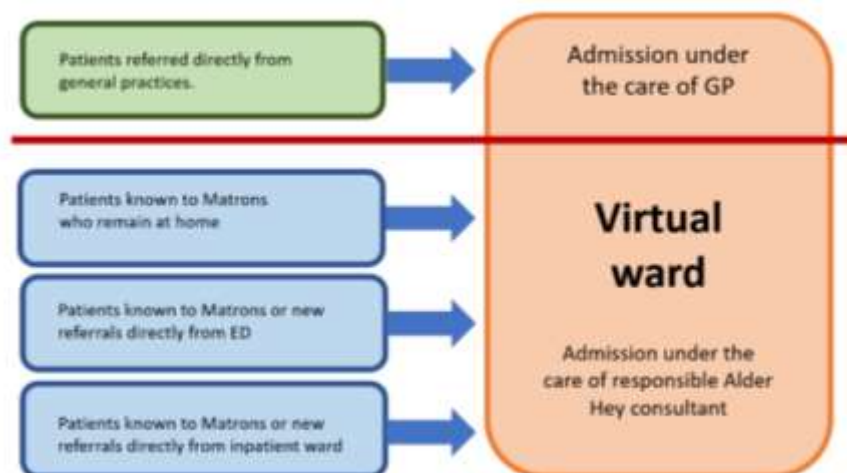 Patients referred directly from
general practices.
Admission under
the care of GP
Patients known to Matrons
who remain at home
Patients known to Matrons or new
referrals directly from ED
Patients known to Matrons or new
referrals directly from inpatient ward
Virtual
ward
Admission under the
care of responsible Alder
Hey consultant